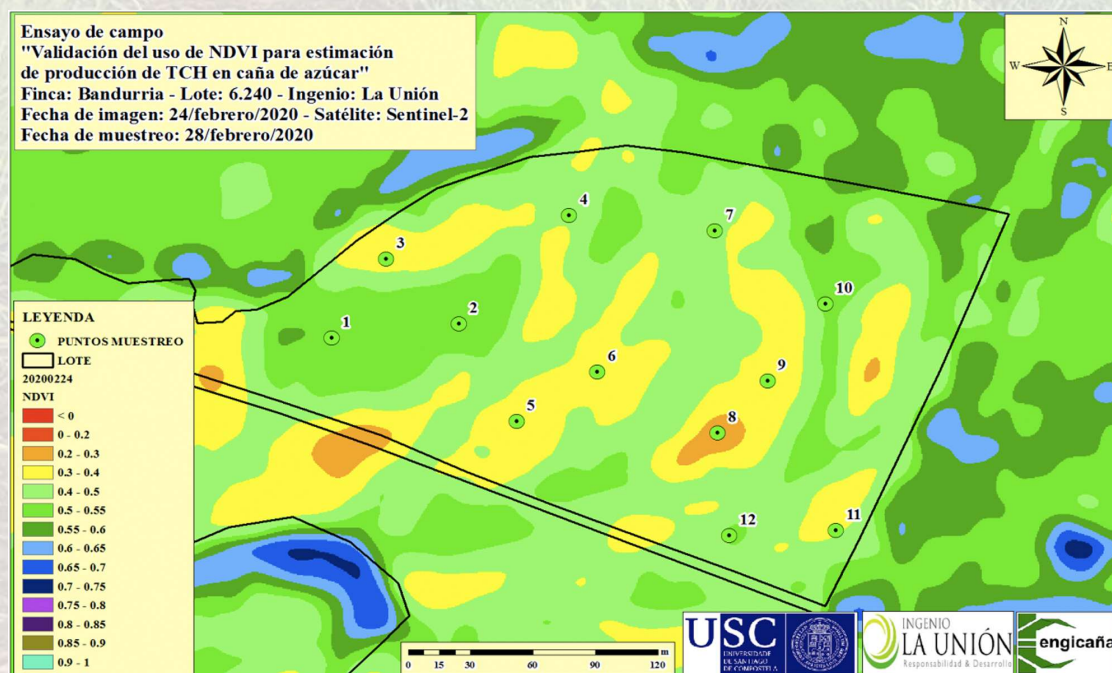 Ensayo de campo
"Validación del uso de NDVI para estimación
de producción de TCH en caña de azúcar"
Finca: Bandurria - Lote: 6.240 - Ingenio: La Unión
Fecha de imagen: 24/febrero/2020 - Satélite: Sentinel-2
Fecha de muestreo: 28/febrero/2020
N
W
E
S
4
7
3
10
2
1
6
9
5
8
12
11
LEYENDA
PUNTOS MUESTREO
LOTE
20200224
NDVI
< 0
0 - 0.2
0.2 - 0.3
0.3 - 0.4
0.4 - 0.5
0.5 - 0.55
0.55 - 0.6
0.6 - 0.65
0.65 - 0.7
0.7 - 0.75
0.75 - 0.8
0.8 - 0.85
0.85 - 0.9
0.9 - 1
m
0 15 30 60 90 120
USC
UNIVERSIDADE
DE SANTIAGO
DE COMPOSTELA
INGENIO
LA UNIÓN
Responsabilidad & Desarrollo
engicaña